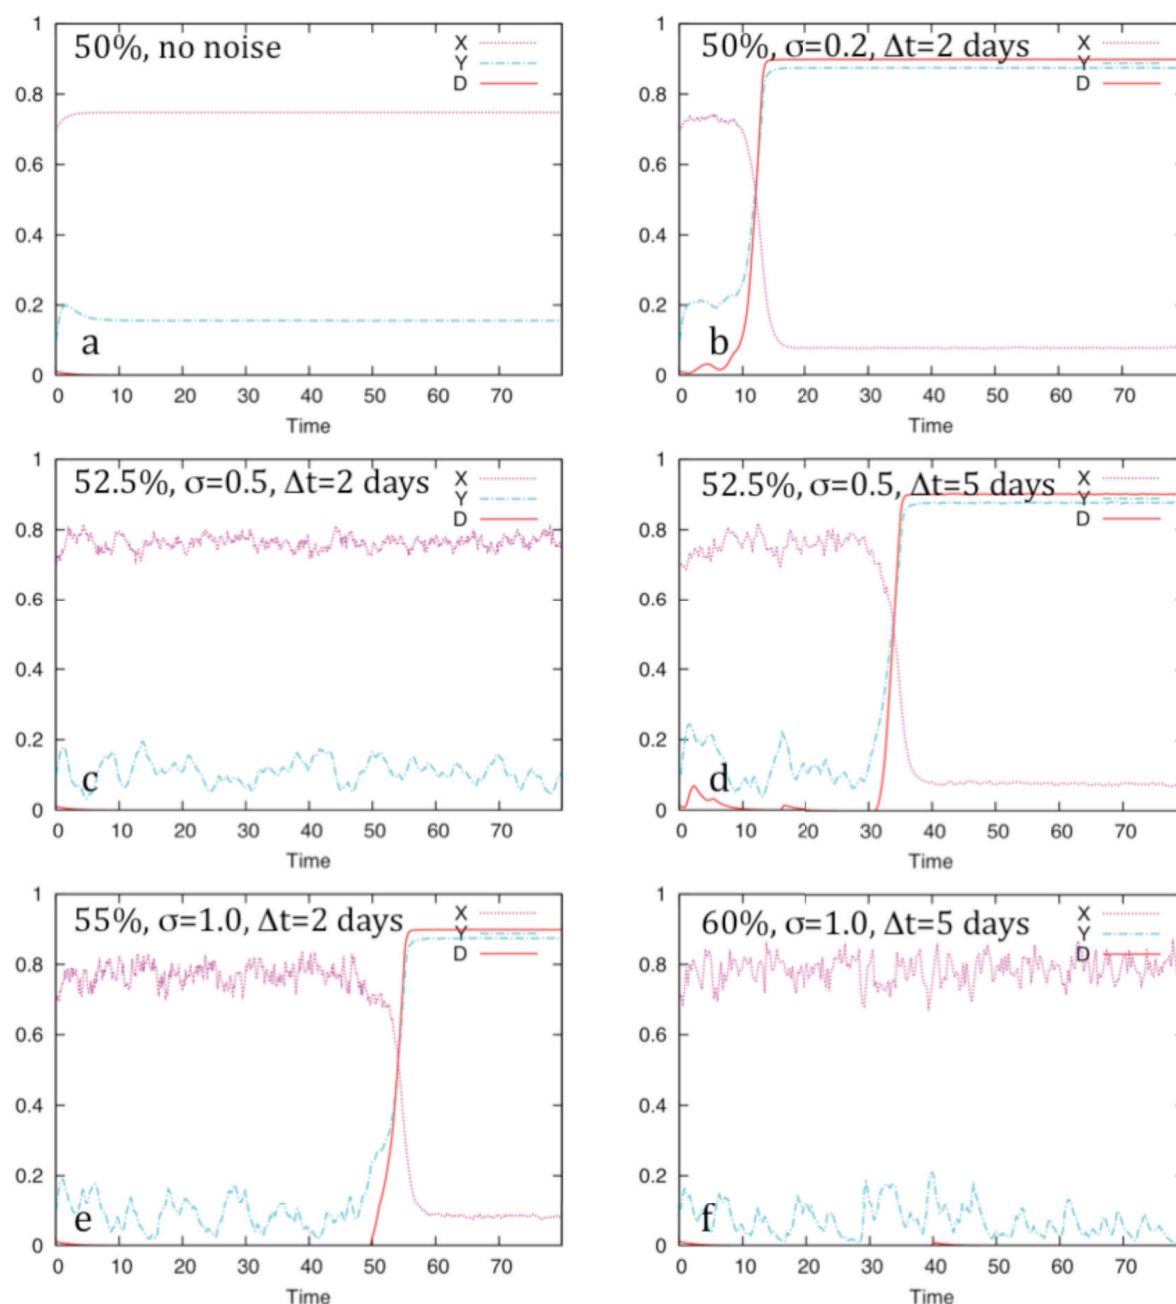 1
50%, no noise
X
Y
D
0.8
0.6
0.4
0.2
a
0
0 10 20 30 40 50 60 70
Time
1
50%, σ=0.2, Δt=2 days
X
Y
D
0.8
0.6
0.4
0.2
b
0
0 10 20 30 40 50 60 70
Time
1
52.5%, σ=0.5, Δt=2 days
X
Y
D
0.8
0.6
0.4
0.2
c
0
0 10 20 30 40 50 60 70
Time
1
52.5%, σ=0.5, Δt=5 days
X
Y
D
0.8
0.6
0.4
0.2
d
0
0 10 20 30 40 50 60 70
Time
1
55%, σ=1.0, Δt=2 days
X
Y
D
0.8
0.6
0.4
0.2
e
0
0 10 20 30 40 50 60 70
Time
1
60%, σ=1.0, Δt=5 days
X
Y
D
0.8
0.6
0.4
0.2
f
0
0 10 20 30 40 50 60 70
Time